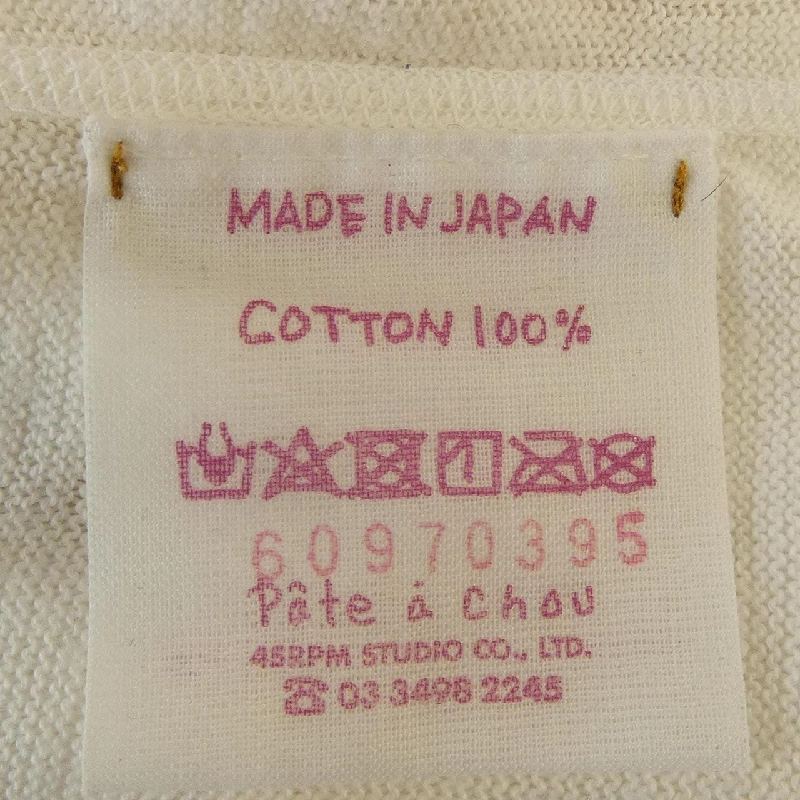 MADE IN JAPAN
COTTON 100%
60970395
Pâte à Chou
45RPM STUDIO CO., LTD.
☎ 03 3498 2245